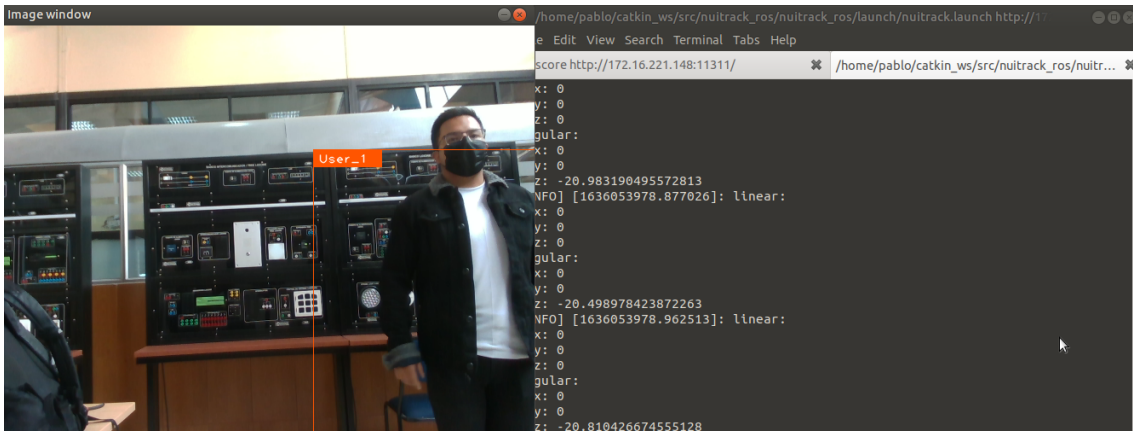 Image window
/home/pablo/catkin_ws/src/nuitrack_ros/nuitrack_ros/launch/nuitrack.launch http://17
e Edit View Search Terminal Tabs Help
score http://172.16.221.148:11311/
/home/pablo/catkin_ws/src/nuitrack_ros/nuitr...
User_1
x: 0
y: 0
z: 0
gular:
x: 0
y: 0
z: -20.983190495572813
NFO] [1636053978.877026]: linear:
x: 0
y: 0
z: 0
gular:
x: 0
y: 0
z: -20.498978423872263
NFO] [1636053978.962513]: linear:
x: 0
y: 0
z: 0
gular:
x: 0
y: 0
z: -20.810426674555128